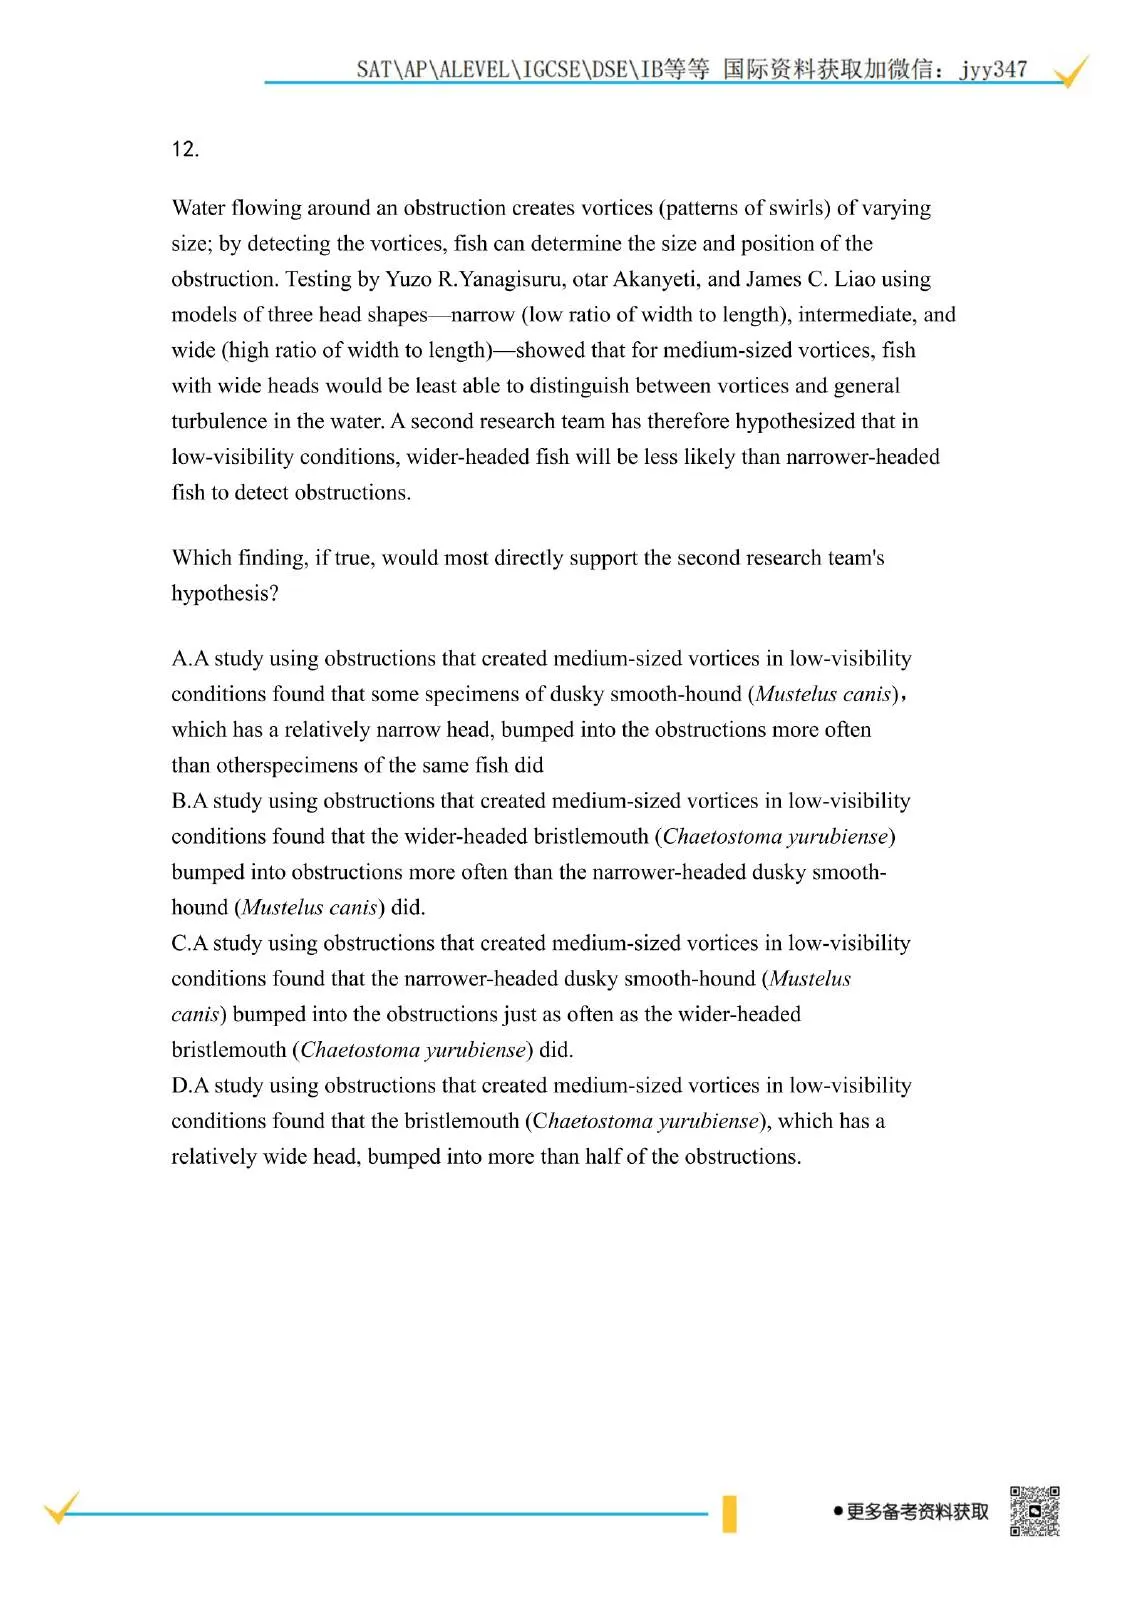 SAT\AP\ALEVEL\IGCSE\DSE\IB等等 国际资料获取加微信: jyy347
12.
Water flowing around an obstruction creates vortices (patterns of swirls) of varying
size; by detecting the vortices, fish can determine the size and position of the
obstruction. Testing by Yuzo R.Yanagisuru, otar Akanyeti, and James C. Liao using
models of three head shapes—narrow (low ratio of width to length), intermediate, and
wide (high ratio of width to length)—showed that for medium-sized vortices, fish
with wide heads would be least able to distinguish between vortices and general
turbulence in the water. A second research team has therefore hypothesized that in
low-visibility conditions, wider-headed fish will be less likely than narrower-headed
fish to detect obstructions.
Which finding, if true, would most directly support the second research team's
hypothesis?
A.A study using obstructions that created medium-sized vortices in low-visibility
conditions found that some specimens of dusky smooth-hound (Mustelus canis),
which has a relatively narrow head, bumped into the obstructions more often
than otherspecimens of the same fish did
B.A study using obstructions that created medium-sized vortices in low-visibility
conditions found that the wider-headed bristlemouth (Chaetostoma yurubiense)
bumped into obstructions more often than the narrower-headed dusky smooth-
hound (Mustelus canis) did.
C.A study using obstructions that created medium-sized vortices in low-visibility
conditions found that the narrower-headed dusky smooth-hound (Mustelus
canis) bumped into the obstructions just as often as the wider-headed
bristlemouth (Chaetostoma yurubiense) did.
D.A study using obstructions that created medium-sized vortices in low-visibility
conditions found that the bristlemouth (Chaetostoma yurubiense), which has a
relatively wide head, bumped into more than half of the obstructions.
●更多备考资料获取